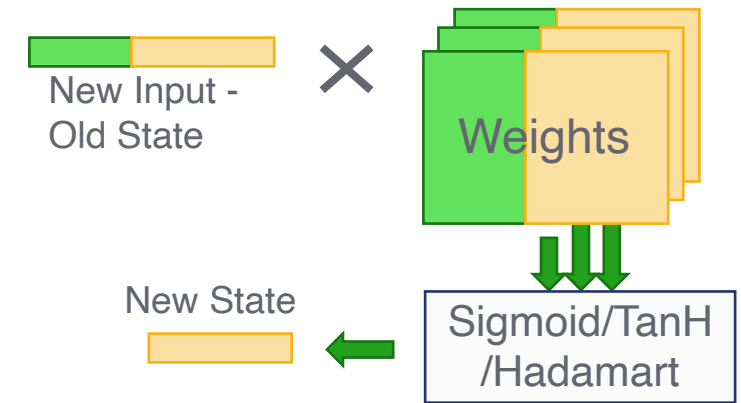 New Input -
Old State
Weights
New State
Sigmoid/TanH
/Hadamart